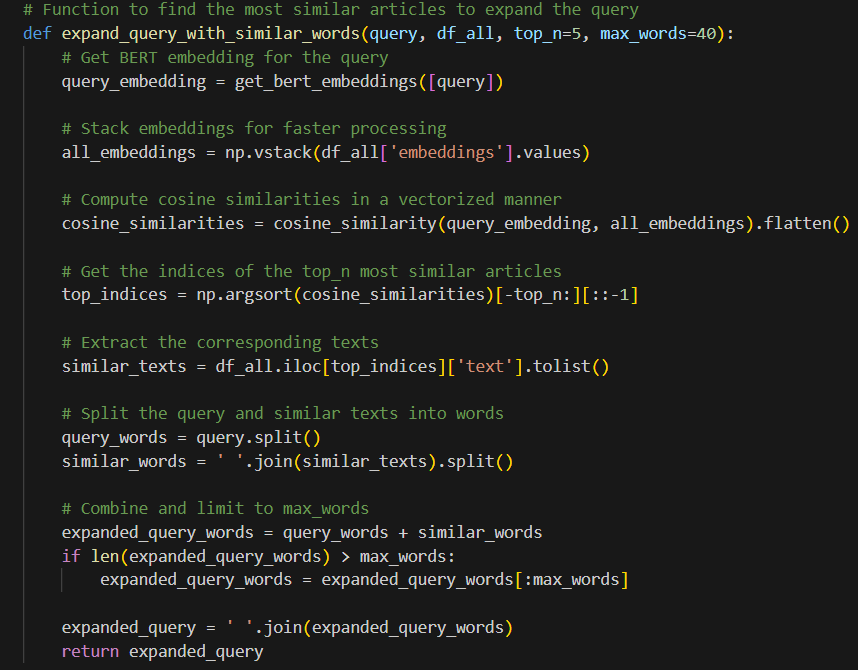 # Function to find the most similar articles to expand the query
def expand_query_with_similar_words(query, df_all, top_n=5, max_words=40):
    # Get BERT embedding for the query
    query_embedding = get_bert_embeddings([query])

    # Stack embeddings for faster processing
    all_embeddings = np.vstack(df_all['embeddings'].values)

    # Compute cosine similarities in a vectorized manner
    cosine_similarities = cosine_similarity(query_embedding, all_embeddings).flatten()

    # Get the indices of the top_n most similar articles
    top_indices = np.argsort(cosine_similarities)[-top_n:][::-1]

    # Extract the corresponding texts
    similar_texts = df_all.iloc[top_indices]['text'].tolist()

    # Split the query and similar texts into words
    query_words = query.split()
    similar_words = ' '.join(similar_texts).split()

    # Combine and limit to max_words
    expanded_query_words = query_words + similar_words
    if len(expanded_query_words) > max_words:
        expanded_query_words = expanded_query_words[:max_words]

    expanded_query = ' '.join(expanded_query_words)
    return expanded_query